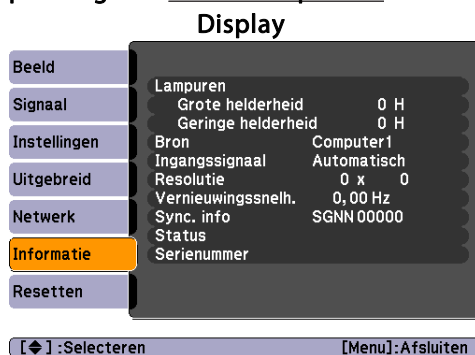 Display
Beeld
Signaal
Instellingen
Uitgebreid
Netwerk
Informatie
Resetten
Lampuren
Grote helderheid 0 H
Geringe helderheid 0 H
Bron Computer1
Ingangssignaal Automatisch
Resolutie 0 x 0
Vernieuwingssnelh. 0,00 Hz
Sync. info SGNN 00000
Status
Serienummer
[◆] :Selecteren [Menu]:Afsluiten